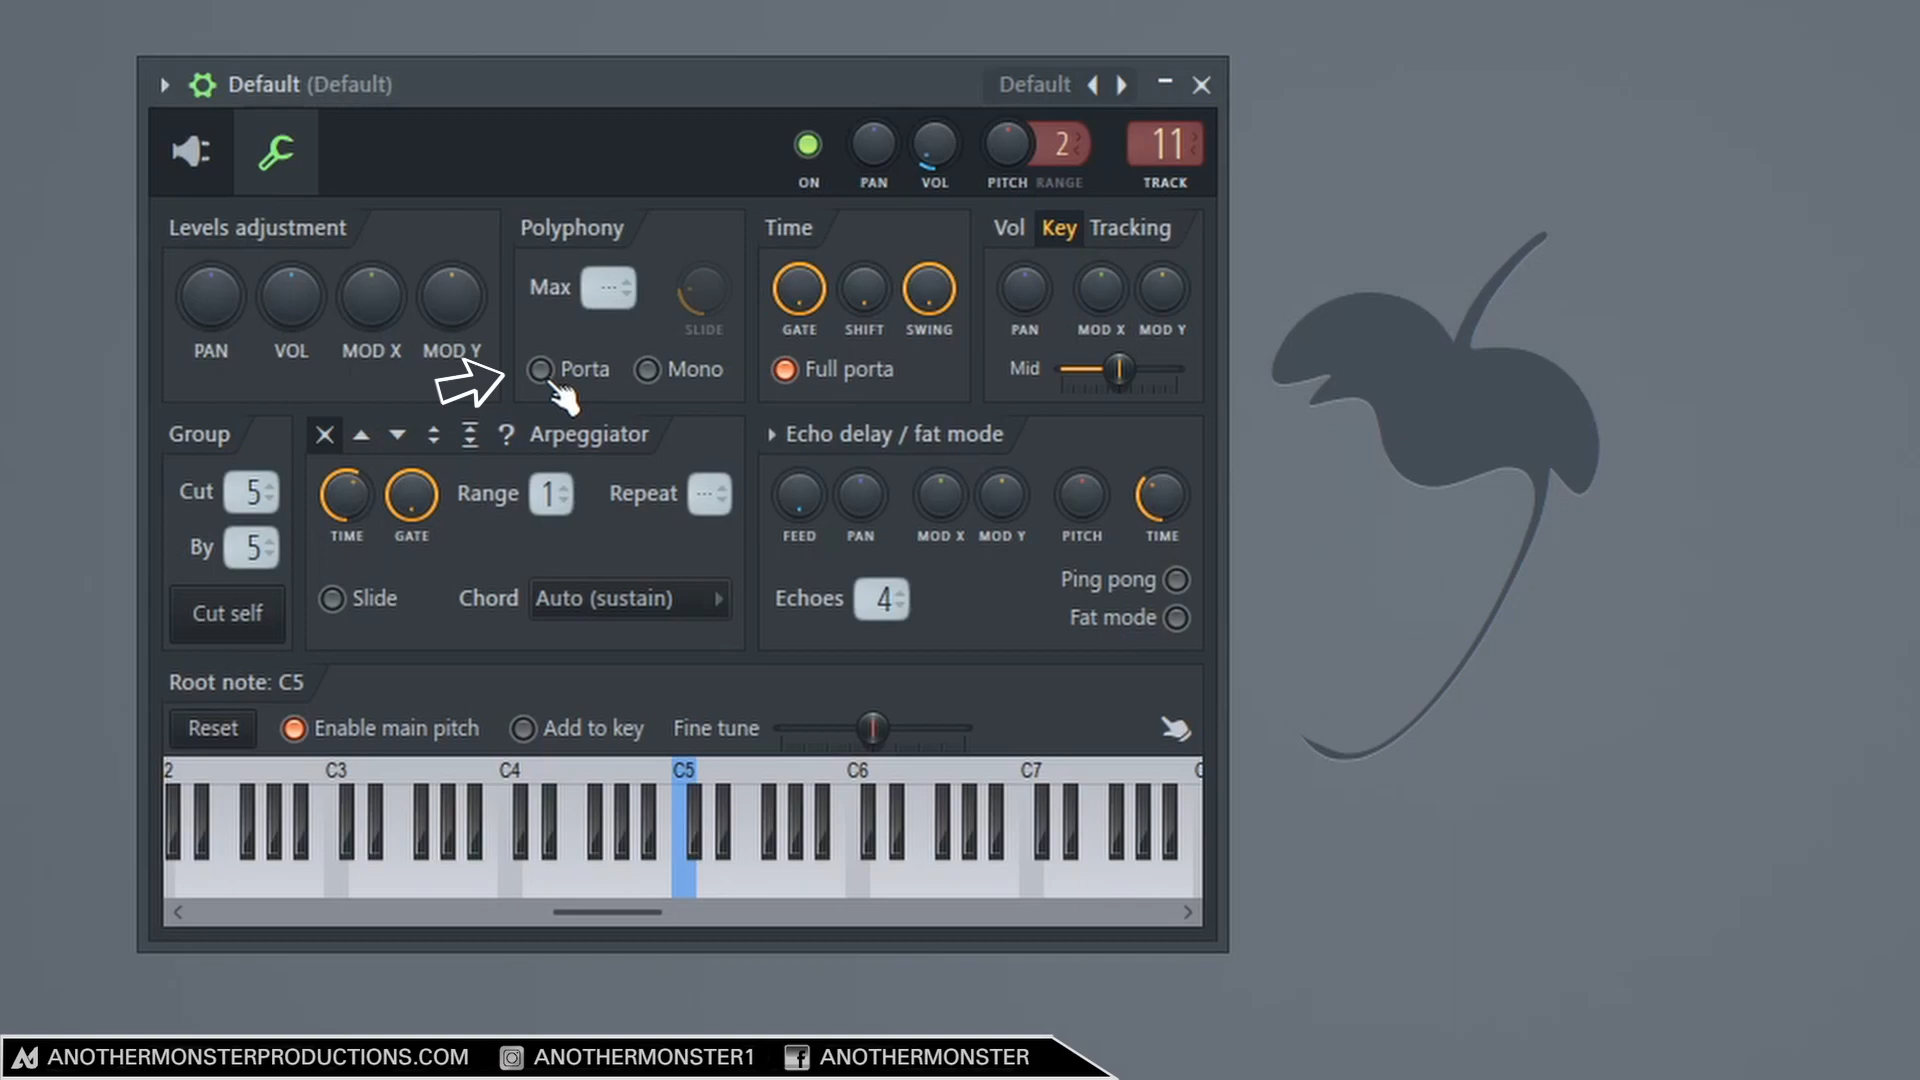 Default (Default)
Default
ON
PAN
VOL
PITCH
2
RANGE
11
TRACK
Levels adjustment
PAN
VOL
MOD X
MOD Y
Polyphony
Max ---
SLIDE
Porta
Mono
Time
GATE
SHIFT
SWING
Full porta
Vol Key Tracking
PAN
MOD X
MOD Y
Mid
Group
Cut 5
By 5
Cut self
? Arpeggiator
TIME
GATE
Range 1
Repeat ---
Slide
Chord Auto (sustain)
Echo delay / fat mode
FEED
PAN
MOD X
MOD Y
PITCH
TIME
Echoes 4
Ping pong
Fat mode
Root note: C5
Reset
Enable main pitch
Add to key
Fine tune
2 C3 C4 C5 C6 C7 C
ANOTHERMONSTERPRODUCTIONS.COM ANOTHERMONSTER1 ANOTHERMONSTER